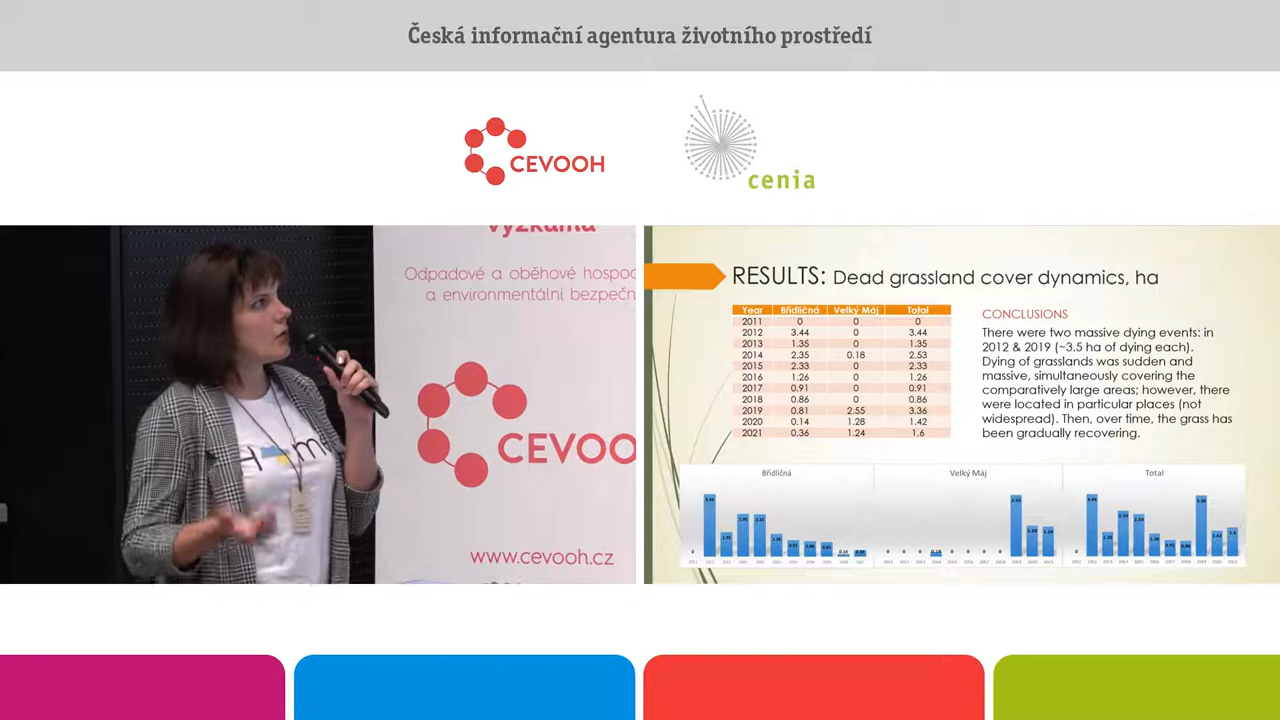 Česká informační agentura životního prostředí
CEVOOH
cenia
výzkumná
Odpadové a oběhové hospod
a environmentální bezpečn
CEVOO
www.cevooh.cz
RESULTS: Dead grassland cover dynamics, ha
Year Břidličná Velký Máj Total
2011 0 0 0
2012 3.44 0 3.44
2013 1.35 0 1.35
2014 2.35 0.18 2.53
2015 2.33 0 2.33
2016 1.26 0 1.26
2017 0.91 0 0.91
2018 0.86 0 0.86
2019 0.81 2.55 3.36
2020 0.14 1.28 1.42
2021 0.36 1.24 1.6
CONCLUSIONS
There were two massive dying events: in
2012 & 2019 (~3.5 ha of dying each).
Dying of grasslands was sudden and
massive, simultaneously covering the
comparatively large areas; however, there
were located in particular places (not
widespread). Then, over time, the grass has
been gradually recovering.
Břidličná Velký Máj Total